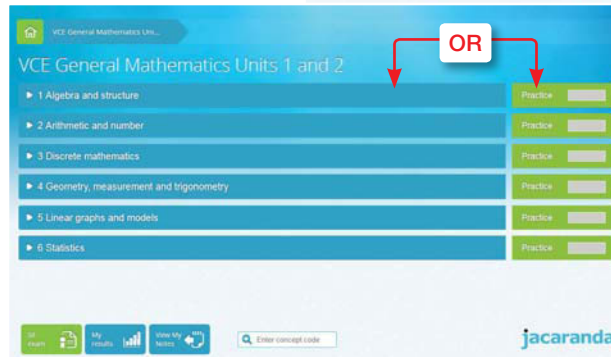 VCE General Mathematics Uni...
OR
VCE General Mathematics Units 1 and 2
1 Algebra and structure Practice
2 Arithmetic and number Practice
3 Discrete mathematics Practice
4 Geometry, measurement and trigonometry Practice
5 Linear graphs and models Practice
6 Statistics Practice
Sit exam
My results
View My Notes
Enter concept code
jacaranda